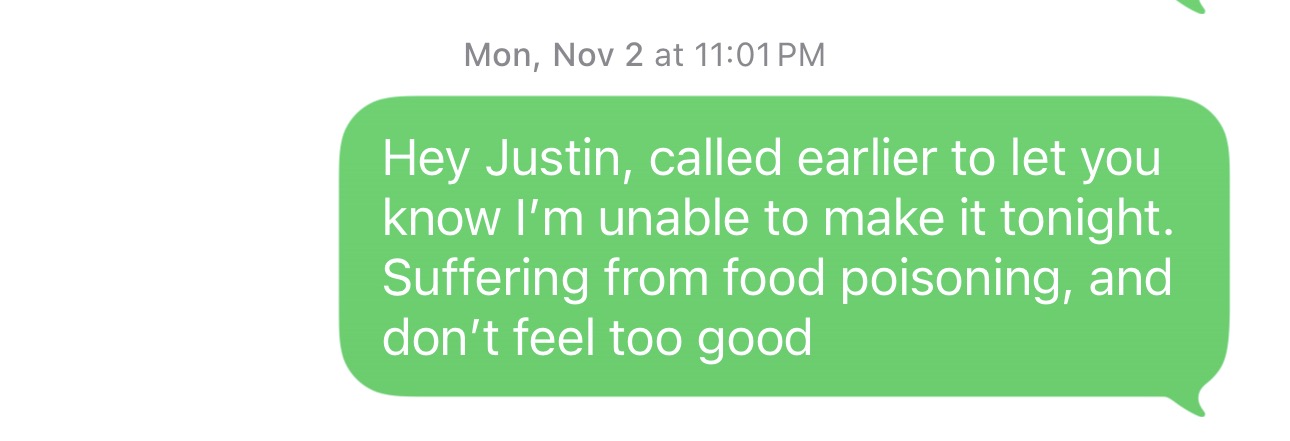 Mon, Nov 2 at 11:01 PM
Hey Justin, called earlier to let you
know I’m unable to make it tonight.
Suffering from food poisoning, and
don’t feel too good